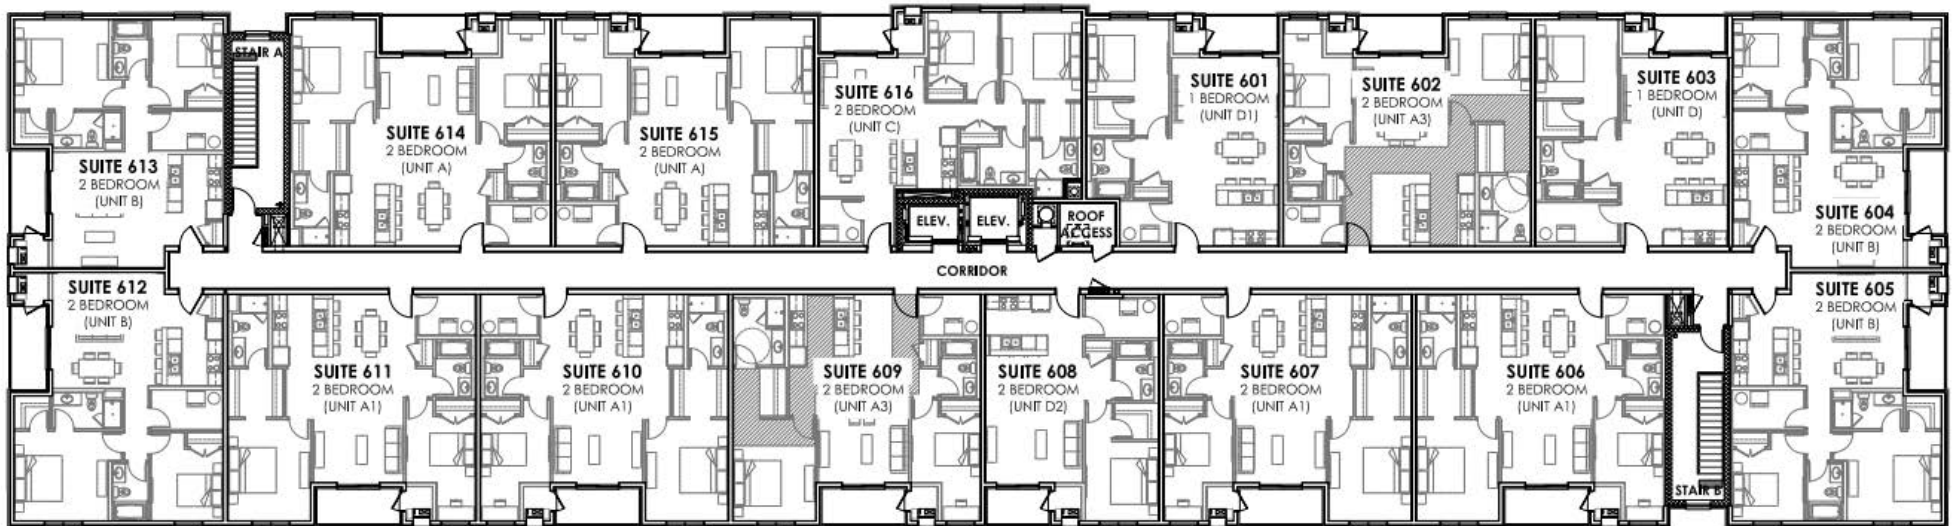 STAIR A
SUITE 613
2 BEDROOM
(UNIT B)
SUITE 614
2 BEDROOM
(UNIT A)
SUITE 615
2 BEDROOM
(UNIT A)
SUITE 616
2 BEDROOM
(UNIT C)
SUITE 601
1 BEDROOM
(UNIT D1)
SUITE 602
2 BEDROOM
(UNIT A3)
SUITE 603
1 BEDROOM
(UNIT D)
SUITE 604
2 BEDROOM
(UNIT B)
ELEV.
ELEV.
ROOF
ACCESS
CORRIDOR
SUITE 612
2 BEDROOM
(UNIT B)
SUITE 611
2 BEDROOM
(UNIT A1)
SUITE 610
2 BEDROOM
(UNIT A1)
SUITE 609
2 BEDROOM
(UNIT A3)
SUITE 608
2 BEDROOM
(UNIT D2)
SUITE 607
2 BEDROOM
(UNIT A1)
SUITE 606
2 BEDROOM
(UNIT A1)
SUITE 605
2 BEDROOM
(UNIT B)
STAIR B